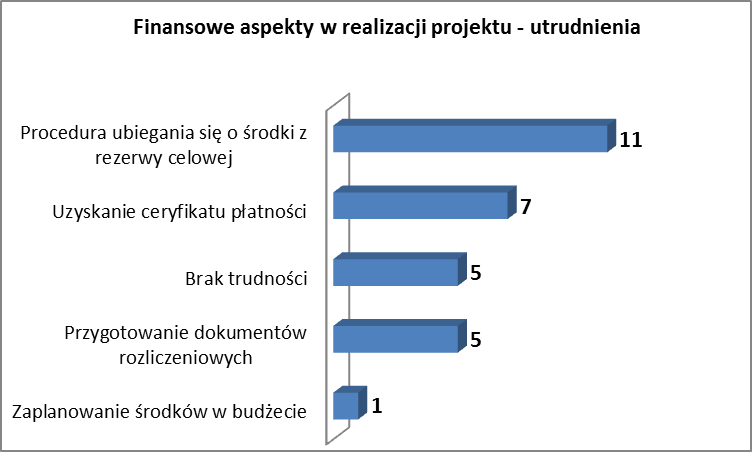 Finansowe aspekty w realizacji projektu - utrudnienia
Procedura ubiegania się o środki z
rezerwy celowej
11
Uzyskanie ceryfikatu płatności
7
Brak trudności
5
Przygotowanie dokumentów
rozliczeniowych
5
Zaplanowanie środków w budżecie
1